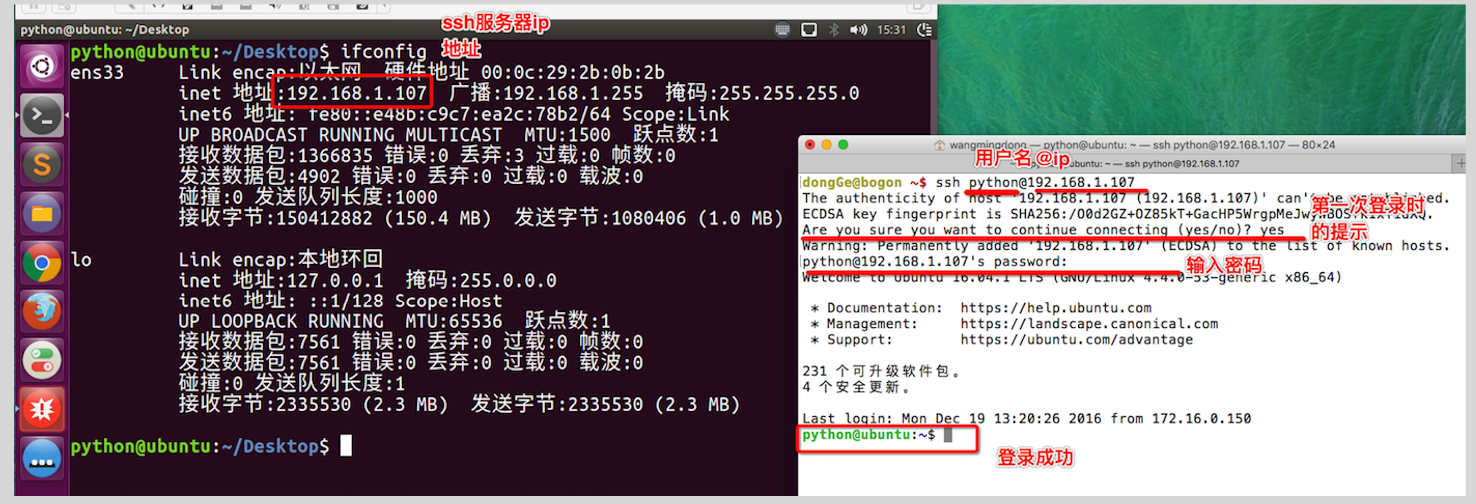 ssh服务器ip
地址
python@ubuntu: ~/Desktop
15:31
python@ubuntu:~/Desktop$ ifconfig
ens33 Link encap:以太网 硬件地址 00:0c:29:2b:0b:2b
inet 地址:192.168.1.107 广播:192.168.1.255 掩码:255.255.255.0
inet6 地址: fe80::e48b:c9c7:ea2c:78b2/64 Scope:Link
UP BROADCAST RUNNING MULTICAST MTU:1500 跃点数:1
接收数据包:1366835 错误:0 丢弃:3 过载:0 帧数:0
发送数据包:4902 错误:0 丢弃:0 过载:0 载波:0
碰撞:0 发送队列长度:1000
接收字节:150412882 (150.4 MB) 发送字节:1080406 (1.0 MB)
lo Link encap:本地环回
inet 地址:127.0.0.1 掩码:255.0.0.0
inet6 地址: ::1/128 Scope:Host
UP LOOPBACK RUNNING MTU:65536 跃点数:1
接收数据包:7561 错误:0 丢弃:0 过载:0 帧数:0
发送数据包:7561 错误:0 丢弃:0 过载:0 载波:0
碰撞:0 发送队列长度:1
接收字节:2335530 (2.3 MB) 发送字节:2335530 (2.3 MB)
python@ubuntu:~/Desktop$
wangmingdong — python@ubuntu: ~ — ssh python@192.168.1.107 — 80×24
python@ubuntu: ~ — ssh python@192.168.1.107
用户名@ip
dongGe@bogon ~$ ssh python@192.168.1.107
The authenticity of host '192.168.1.107 (192.168.1.107)' can't be established.
ECDSA key fingerprint is
Are you sure you want to continue connecting (yes/no)? yes
第一次登录时
的提示
Warning: Permanently added '192.168.1.107' (ECDSA) to the list of known hosts.
python@192.168.1.107's password:
输入密码
Welcome to Ubuntu 16.04.1 LTS (GNU/Linux 4.4.0-53-generic x86_64)
* Documentation: https://help.ubuntu.com
* Management: https://landscape.canonical.com
* Support: https://ubuntu.com/advantage
231 个可升级软件包。
4 个安全更新。
Last login: Mon Dec 19 13:20:26 2016 from 172.16.0.150
python@ubuntu:~$
登录成功